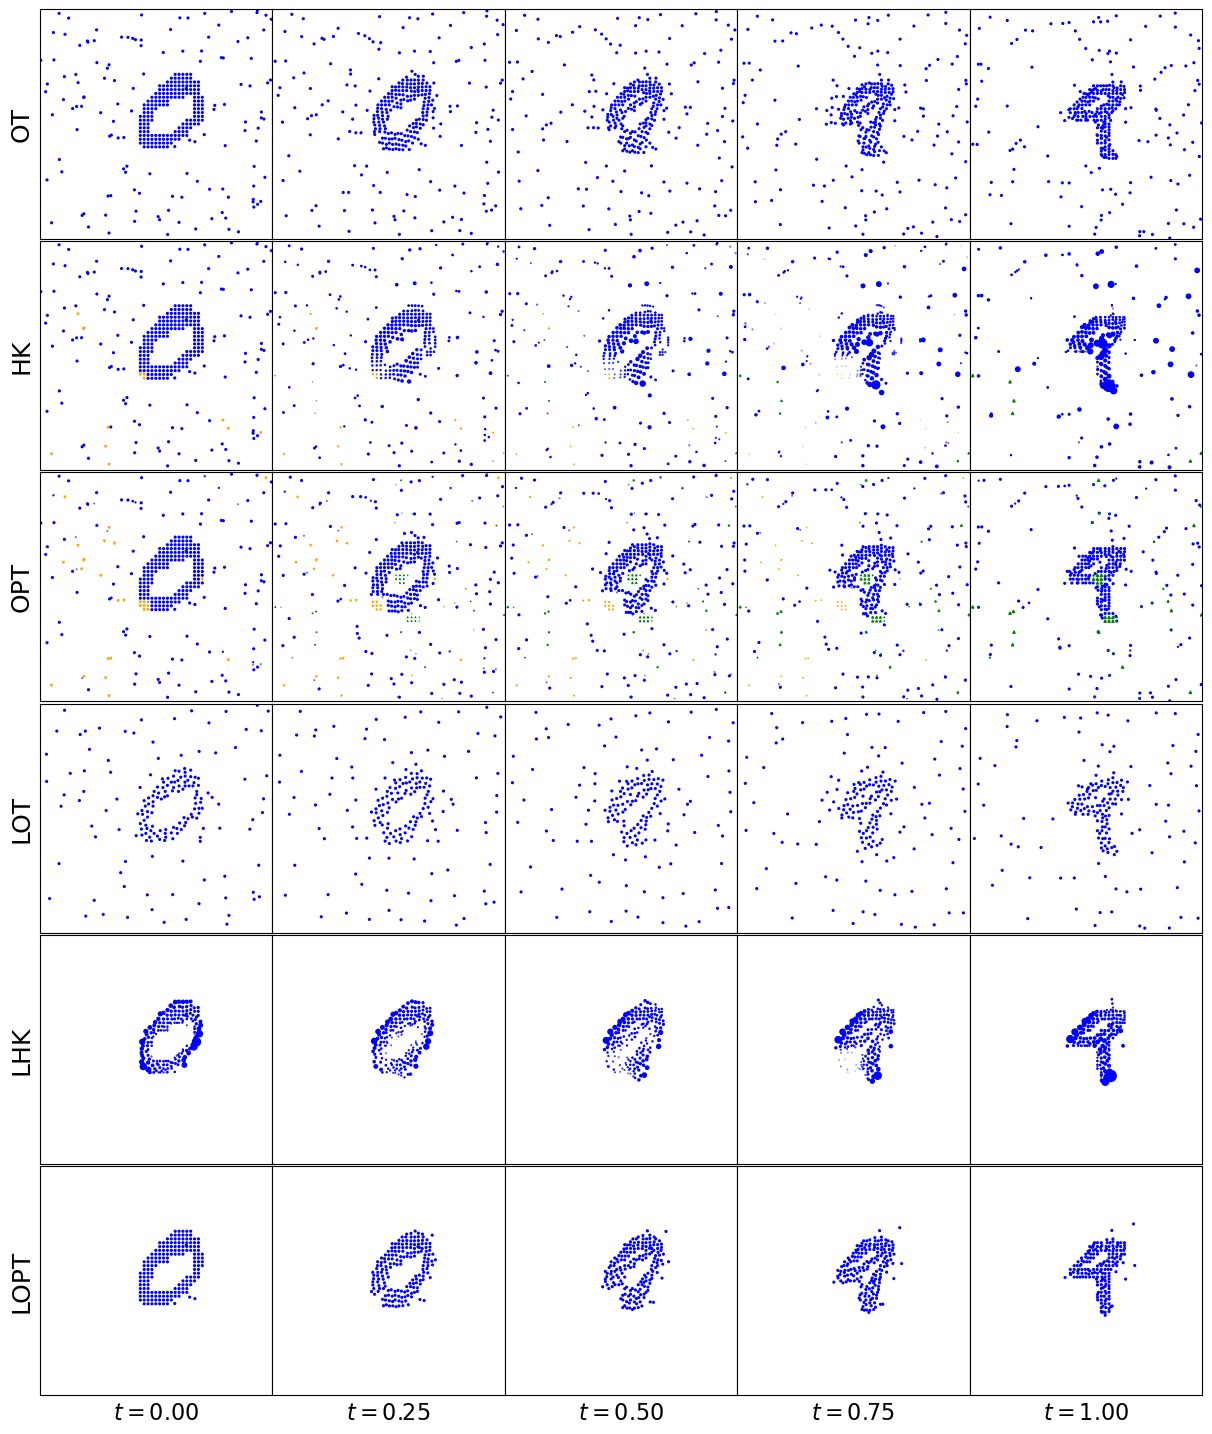 OT
HK
OPT
LOT
LHK
LOPT
t = 0.00 t = 0.25 t = 0.50 t = 0.75 t = 1.00